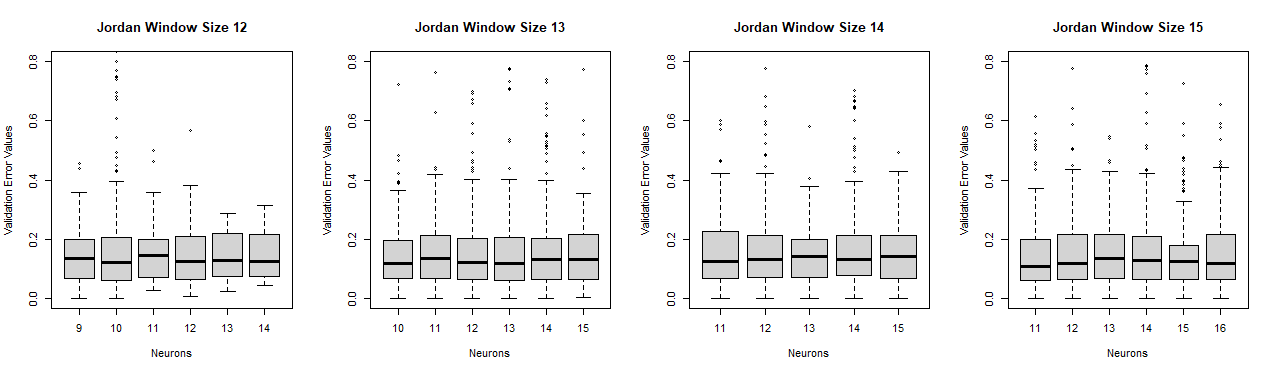 Jordan Window Size 12
Validation Error Values
0.8
0.6
0.4
0.2
0.0
9 10 11 12 13 14
Neurons
Jordan Window Size 13
Validation Error Values
0.8
0.6
0.4
0.2
0.0
10 11 12 13 14 15
Neurons
Jordan Window Size 14
Validation Error Values
0.8
0.6
0.4
0.2
0.0
11 12 13 14 15
Neurons
Jordan Window Size 15
Validation Error Values
0.8
0.6
0.4
0.2
0.0
11 12 13 14 15 16
Neurons